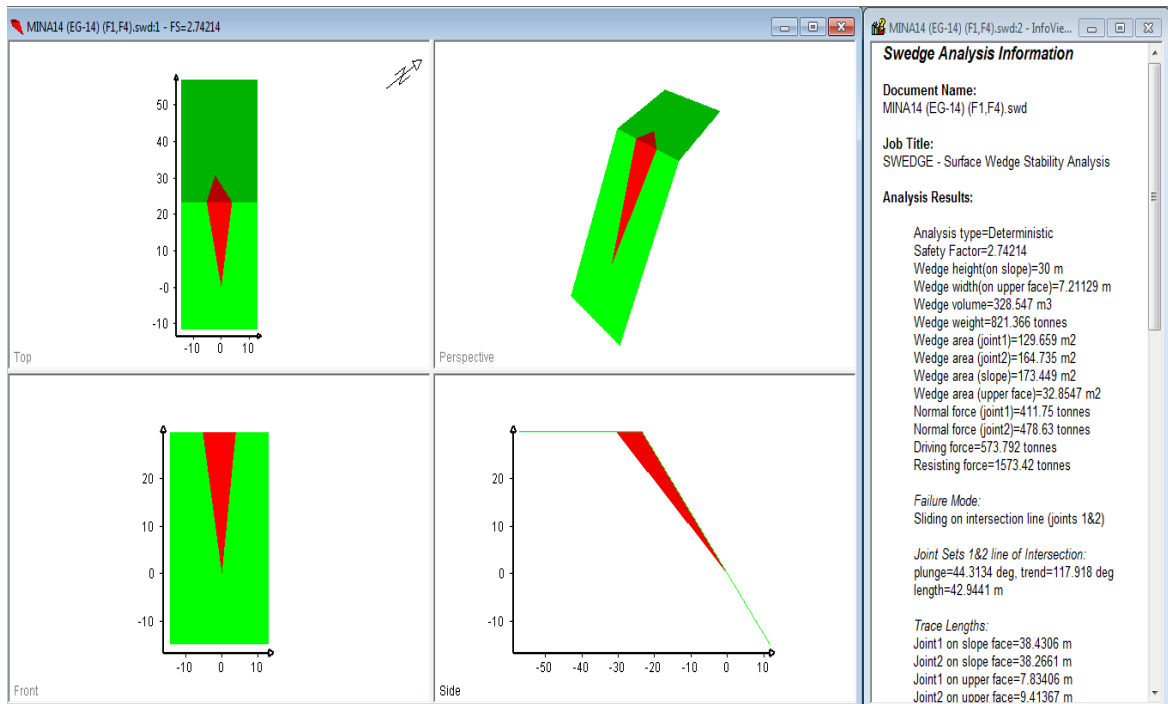 MINA14 (EG-14) (F1,F4).swd:1 - FS=2.74214
50
40
30
20
10
-0
-10
-10 0 10
Top
N
Perspective
20
10
0
-10
-10 0 10
Front
20
10
0
-10
-50 -40 -30 -20 -10 0 10
Side
MINA14 (EG-14) (F1,F4).swd:2 - InfoVie...
Swedge Analysis Information
Document Name:
MINA14 (EG-14) (F1,F4).swd
Job Title:
SWEDGE - Surface Wedge Stability Analysis
Analysis Results:
Analysis type=Deterministic
Safety Factor=2.74214
Wedge height(on slope)=30 m
Wedge width(on upper face)=7.21129 m
Wedge volume=328.547 m3
Wedge weight=821.366 tonnes
Wedge area (joint1)=129.659 m2
Wedge area (joint2)=164.735 m2
Wedge area (slope)=173.449 m2
Wedge area (upper face)=32.8547 m2
Normal force (joint1)=411.75 tonnes
Normal force (joint2)=478.63 tonnes
Driving force=573.792 tonnes
Resisting force=1573.42 tonnes
Failure Mode:
Sliding on intersection line (joints 1&2)
Joint Sets 1&2 line of Intersection:
plunge=44.3134 deg, trend=117.918 deg
length=42.9441 m
Trace Lengths:
Joint1 on slope face=38.4306 m
Joint2 on slope face=38.2661 m
Joint1 on upper face=7.83406 m
Joint2 on upper face=9.41367 m